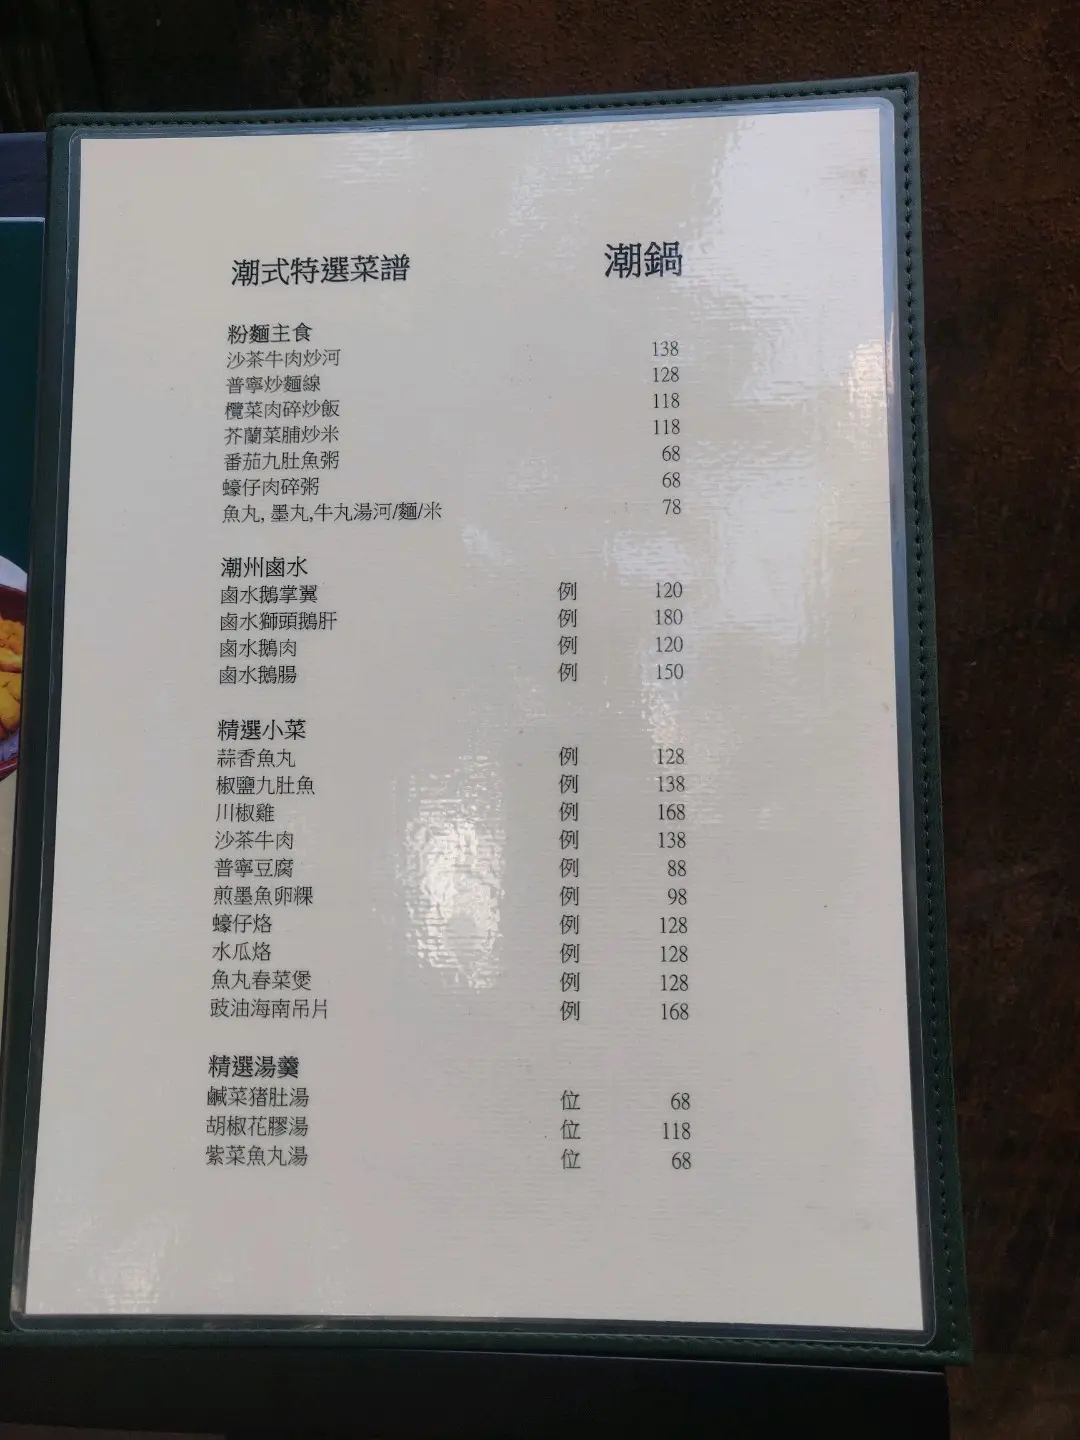 潮式特選菜譜 潮鍋
粉麵主食
沙茶牛肉炒河 138
普寧炒麵線 128
欖菜肉碎炒飯 118
芥蘭菜脯炒米 118
番茄九肚魚粥 68
蠔仔肉碎粥 68
魚丸, 墨丸,牛丸湯河/麵/米 78
潮州鹵水
鹵水鵝掌翼 例 120
鹵水獅頭鵝肝 例 180
鹵水鵝肉 例 120
鹵水鵝腸 例 150
精選小菜
蒜香魚丸 例 128
椒鹽九肚魚 例 138
川椒雞 例 168
沙茶牛肉 例 138
普寧豆腐 例 88
煎墨魚卵粿 例 98
蠔仔烙 例 128
水瓜烙 例 128
魚丸春菜煲 例 128
豉油海南吊片 例 168
精選湯羹
鹹菜猪肚湯 位 68
胡椒花膠湯 位 118
紫菜魚丸湯 位 68